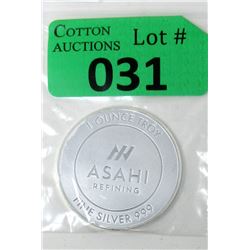 COTTON
AUCTIONS
Lot #
031
1 OUNCE TROY
ASAHI
REFINING
FINE SILVER 999